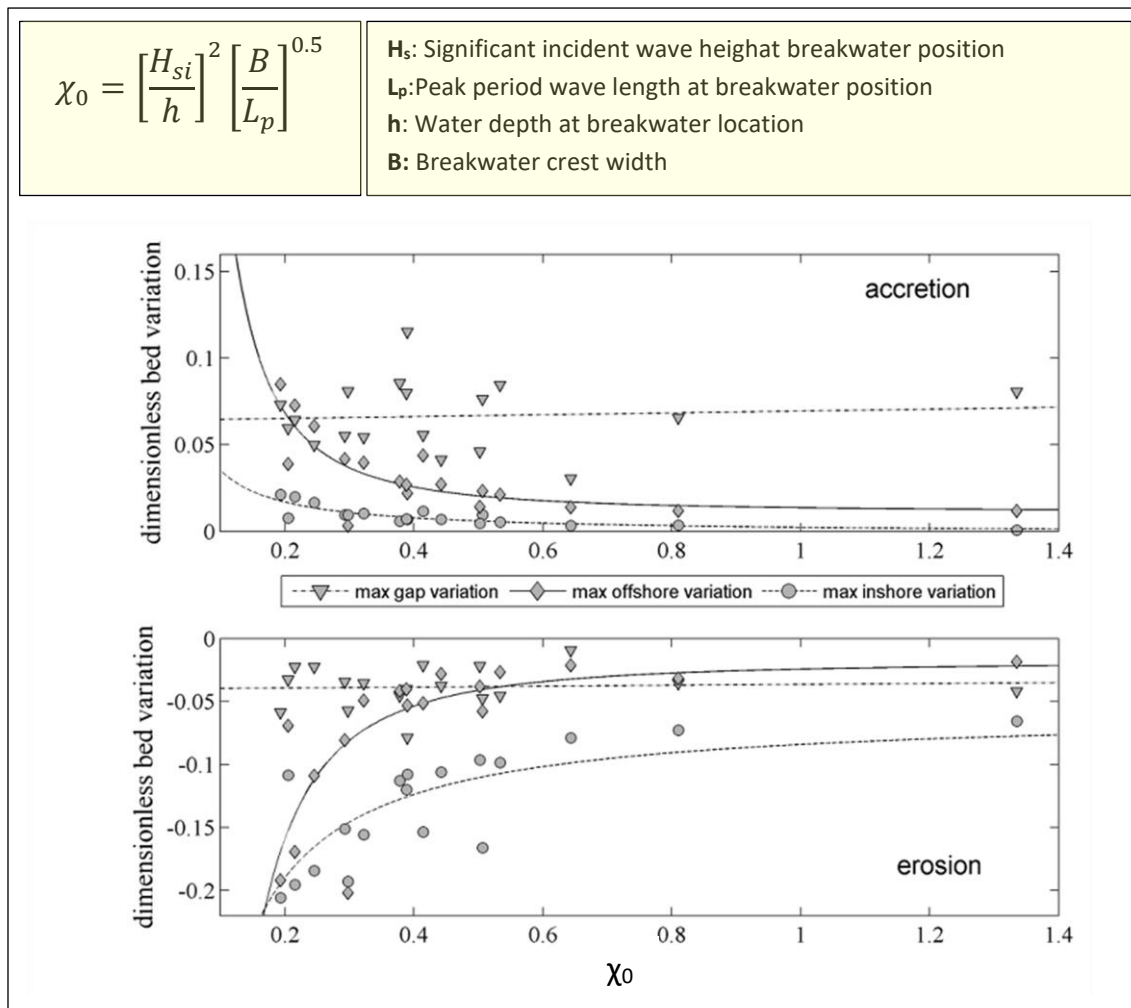 χ₀ = [H_si/h]² [B/L_p]^0.5
H_s: Significant incident wave heighat breakwater position
L_p:Peak period wave length at breakwater position
h: Water depth at breakwater location
B: Breakwater crest width
dimensionless bed variation
accretion
0.15
0.1
0.05
0
0.2 0.4 0.6 0.8 1 1.2 1.4
max gap variation max offshore variation max inshore variation
dimensionless bed variation
0
-0.05
-0.1
-0.15
-0.2
erosion
0.2 0.4 0.6 0.8 1 1.2 1.4
χ₀